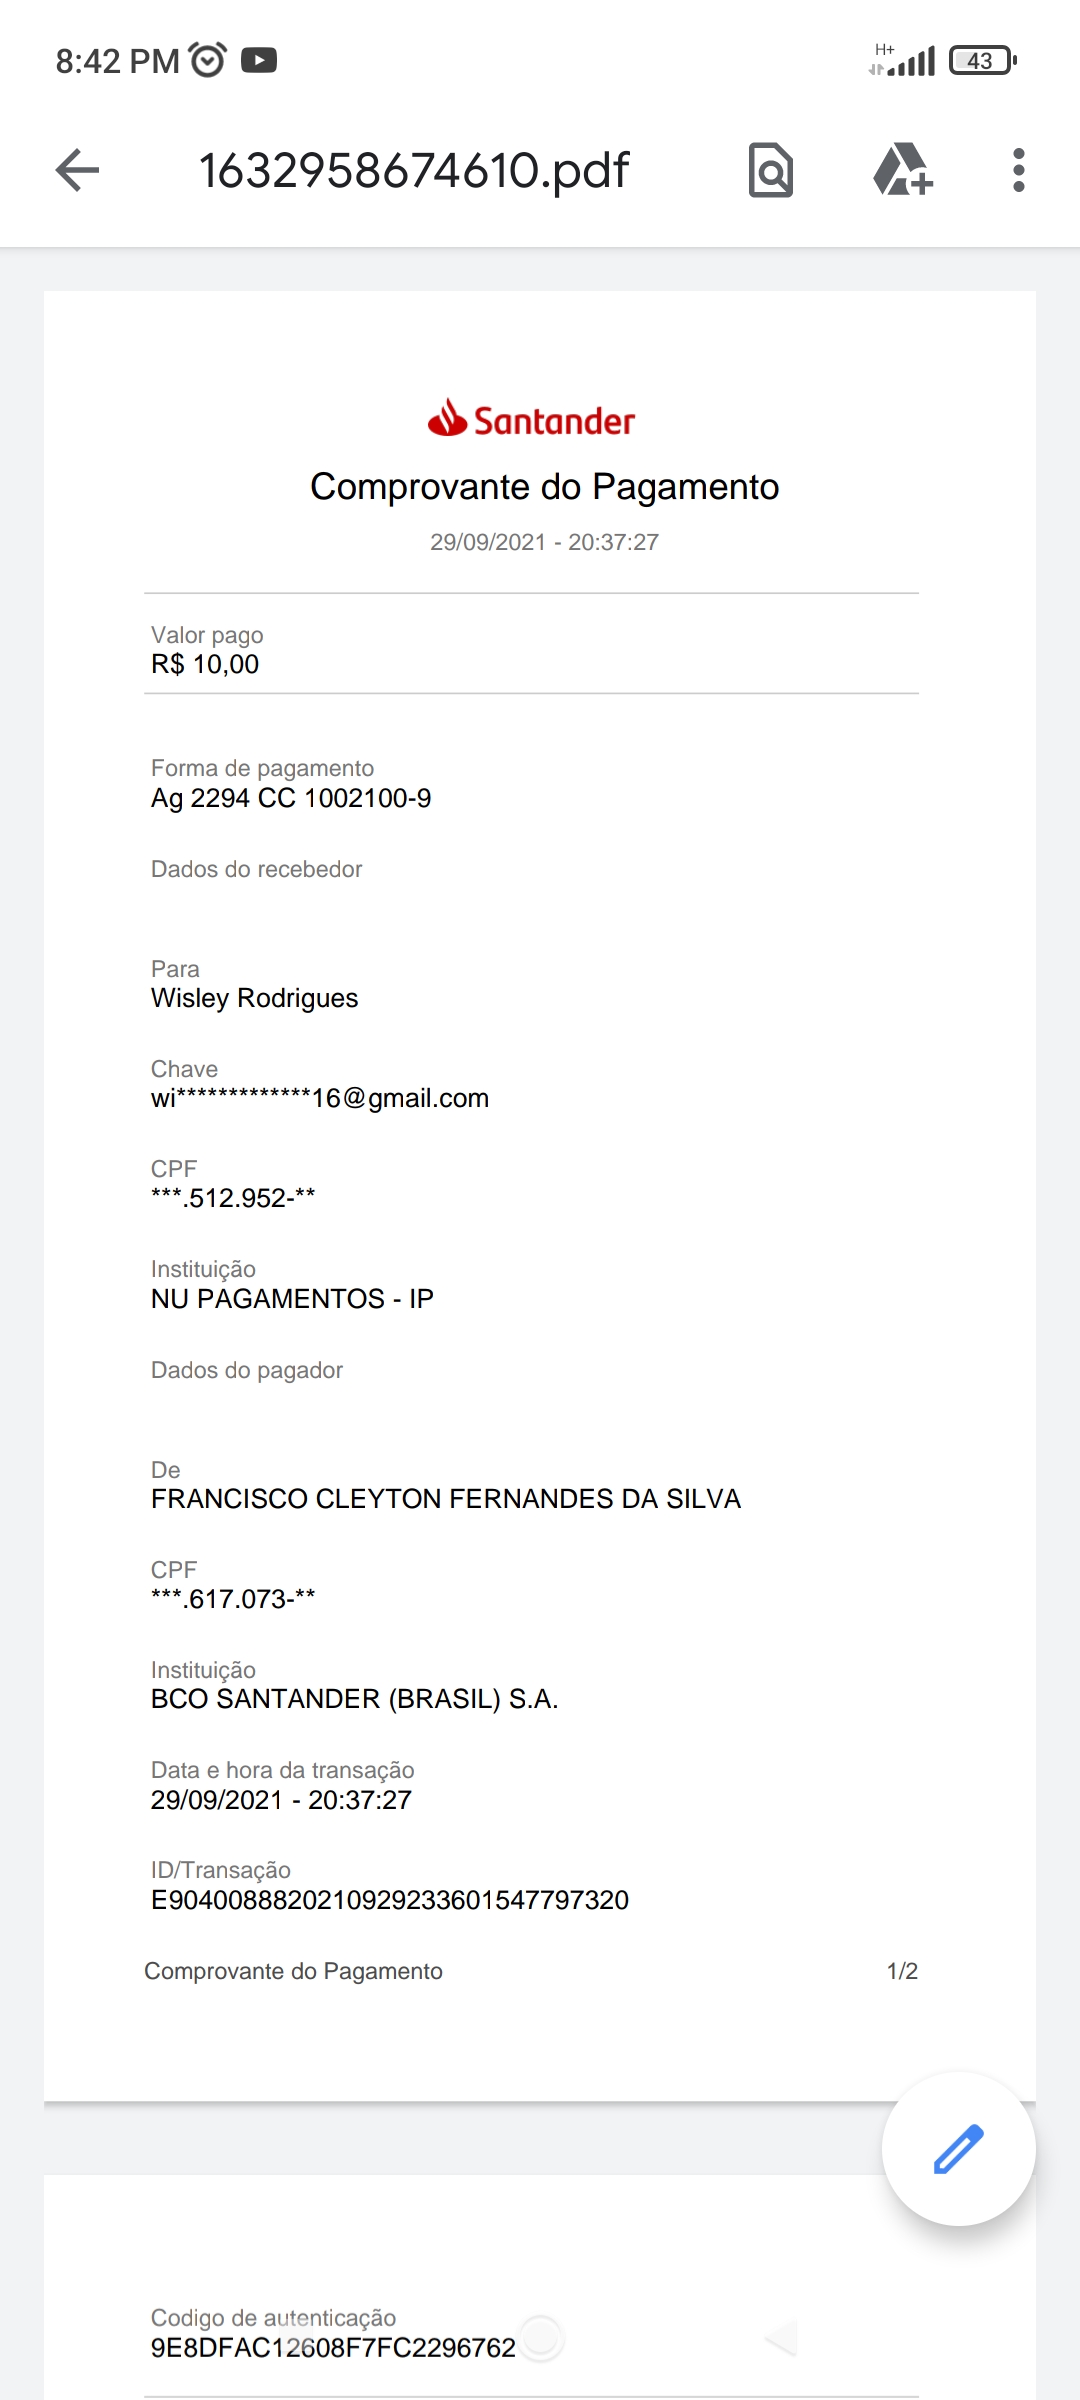 8:42 PM
H+
43
1632958674610.pdf
Santander
Comprovante do Pagamento
29/09/2021 - 20:37:27
Valor pago
R$ 10,00
Forma de pagamento
Ag 2294 CC 1002100-9
Dados do recebedor
Para
Wisley Rodrigues
Chave
wi*************16@gmail.com
CPF
***.512.952-**
Instituição
NU PAGAMENTOS - IP
Dados do pagador
De
FRANCISCO CLEYTON FERNANDES DA SILVA
CPF
***.617.073-**
Instituição
BCO SANTANDER (BRASIL) S.A.
Data e hora da transação
29/09/2021 - 20:37:27
ID/Transação
E90400888202109292233601547797320
Comprovante do Pagamento
1/2
Codigo de autenticação
9E8DFAC12608F7FC2296762